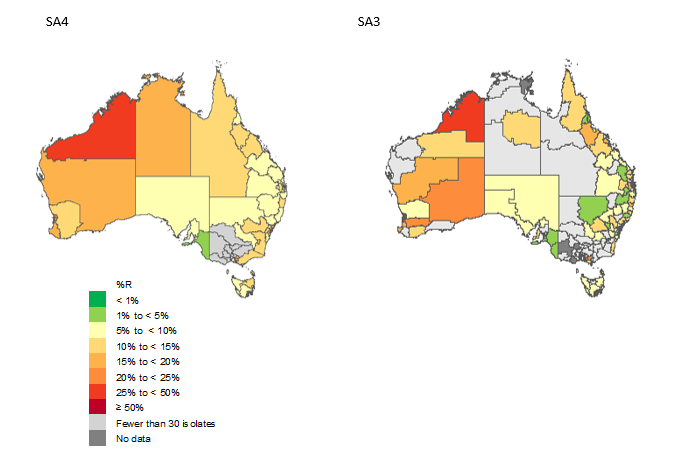 SA4
SA3
%R
< 1%
1% to < 5%
5% to < 10%
10% to < 15%
15% to < 20%
20% to < 25%
25% to < 50%
≥ 50%
Fewer than 30 isolates
No data